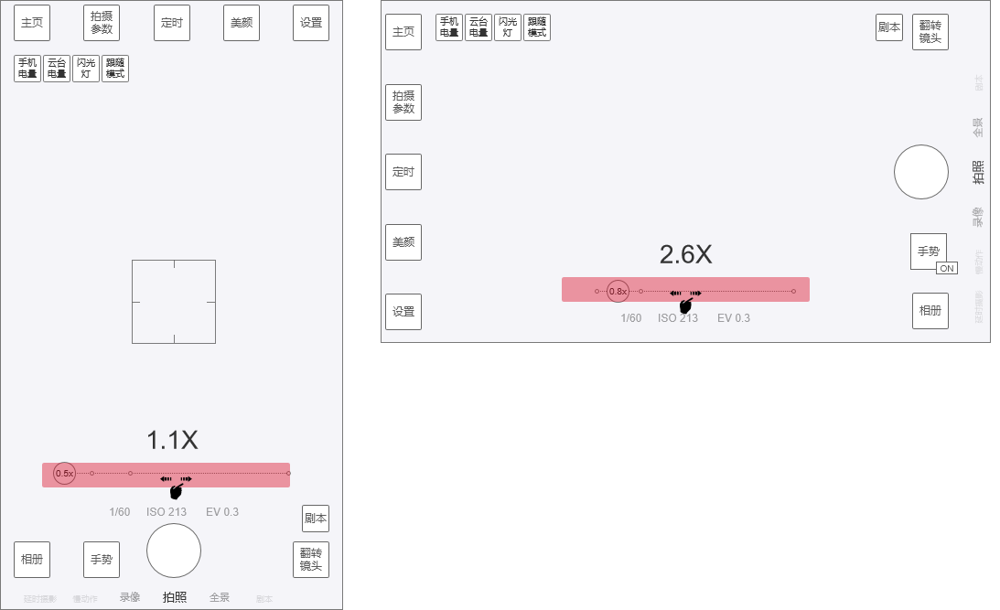 主页
拍摄
参数
定时
美颜
设置
手机
电量
云台
电量
闪光
灯
跟随
模式
1.1X
0.5x
1/60 ISO 213 EV 0.3
剧本
相册
手势
翻转
镜头
延时摄影 慢动作 录像 拍照 全景 剧本
主页
手机
电量
云台
电量
闪光
灯
跟随
模式
剧本
翻转
镜头
拍摄
参数
定时
美颜
设置
2.6X
0.8x
1/60 ISO 213 EV 0.3
手势
ON
相册
剧本
全景
拍照
录像
慢动作
延时摄影